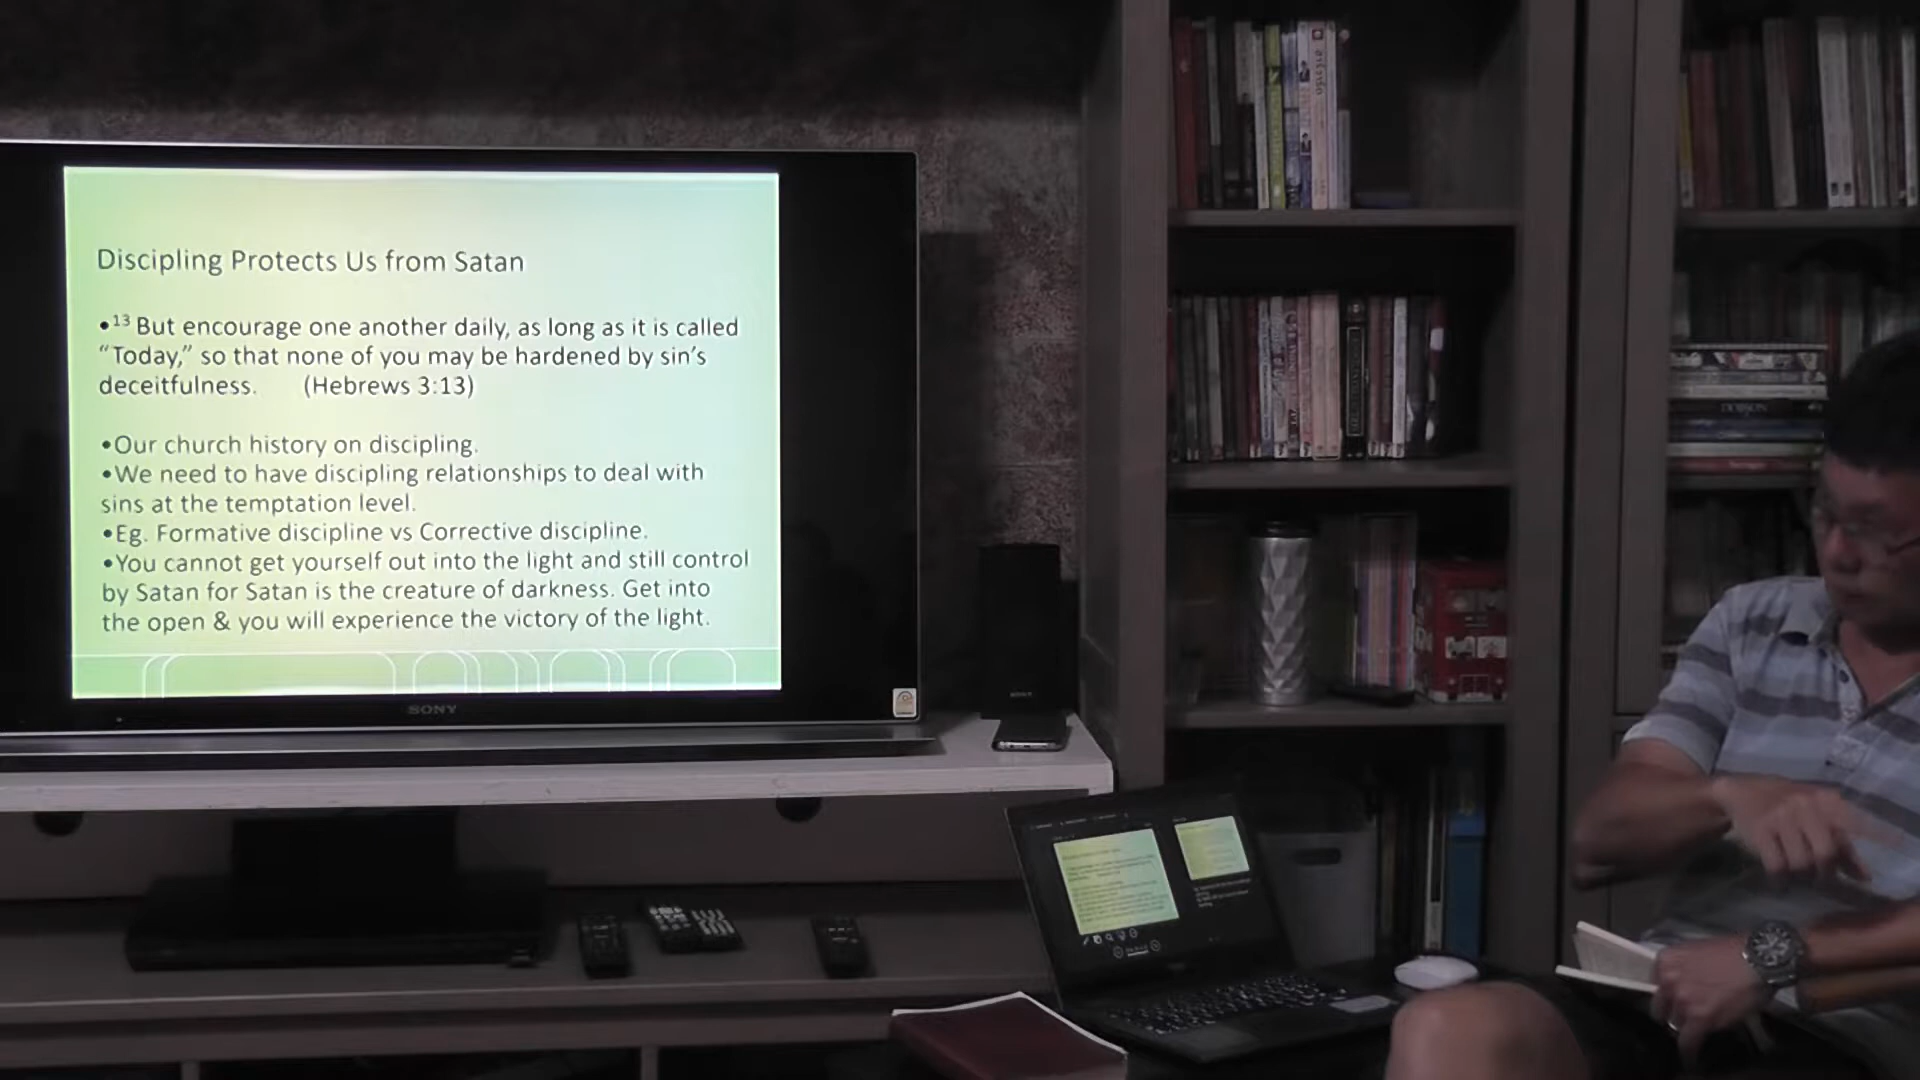 Discipling Protects Us from Satan
•13 But encourage one another daily, as long as it is called
“Today,” so that none of you may be hardened by sin’s
deceitfulness. (Hebrews 3:13)
•Our church history on discipling.
•We need to have discipling relationships to deal with
sins at the temptation level.
•Eg. Formative discipline vs Corrective discipline.
•You cannot get yourself out into the light and still control
by Satan for Satan is the creature of darkness. Get into
the open & you will experience the victory of the light.
SONY
SONY